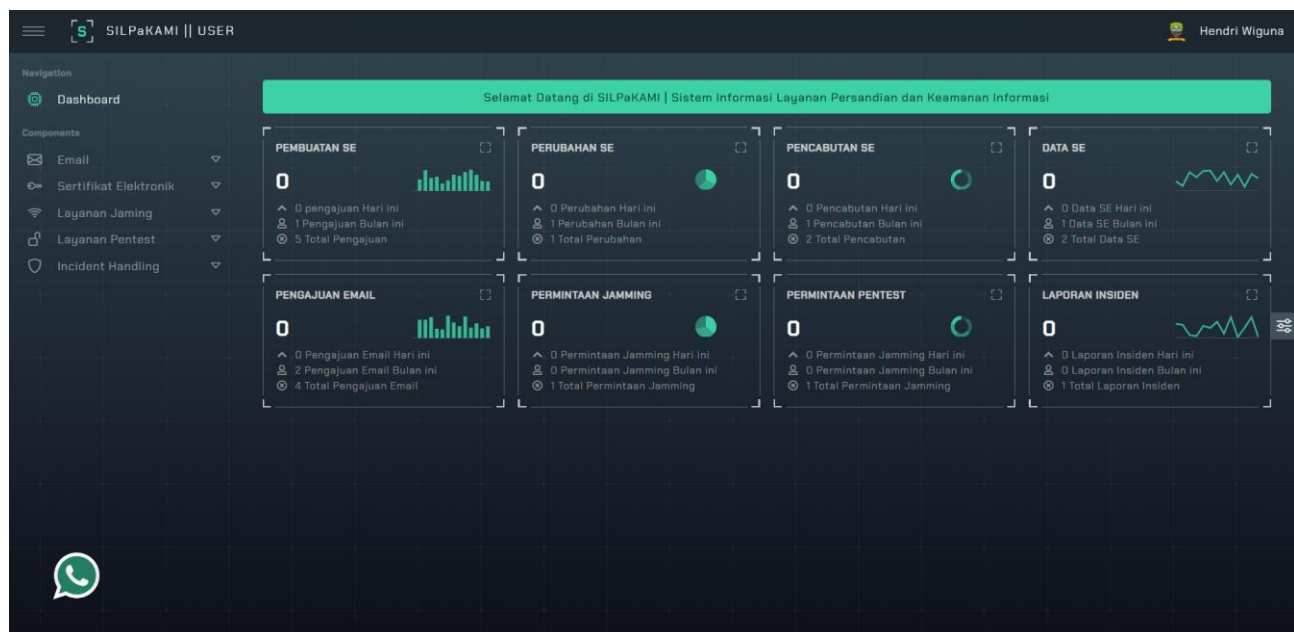 S SILPaKAMI || USER
Hendri Wiguna
Navigation
Dashboard
Components
Email
Sertifikat Elektronik
Layanan Jaming
Layanan Pentest
Incident Handling
Selamat Datang di SILPaKAMI | Sistem Informasi Layanan Persandian dan Keamanan Informasi
PEMBUATAN SE
0
0 pengajuan Hari ini
1 Pengajuan Bulan ini
5 Total Pengajuan
PERUBAHAN SE
0
0 Perubahan Hari ini
1 Perubahan Bulan ini
1 Total Perubahan
PENCABUTAN SE
0
0 Pencabutan Hari ini
1 Pencabutan Bulan ini
2 Total Pencabutan
DATA SE
0
0 Data SE Hari ini
1 Data SE Bulan ini
2 Total Data SE
PENGAJUAN EMAIL
0
0 Pengajuan Email Hari ini
2 Pengajuan Email Bulan ini
4 Total Pengajuan Email
PERMINTAAN JAMMING
0
0 Permintaan Jamming Hari ini
0 Permintaan Jamming Bulan ini
1 Total Permintaan Jamming
PERMINTAAN PENTEST
0
0 Permintaan Jamming Hari ini
0 Permintaan Jamming Bulan ini
1 Total Permintaan Jamming
LAPORAN INSIDEN
0
0 Laporan Insiden Hari ini
0 Laporan Insiden Bulan ini
1 Total Laporan Insiden